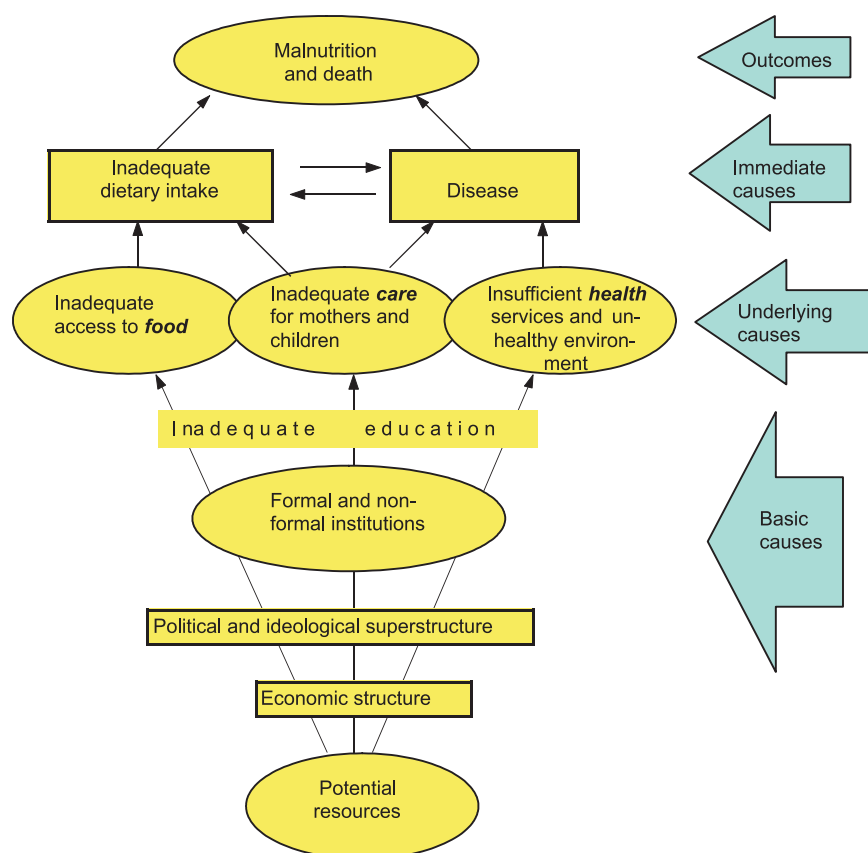 Malnutrition
and death
Outcomes
Inadequate
dietary intake
Disease
Immediate
causes
Inadequate
access to food
Inadequate care
for mothers and
children
Insufficient health
services and un-
healthy environ-
ment
Underlying
causes
Inadequate education
Formal and non-
formal institutions
Basic
causes
Political and ideological superstructure
Economic structure
Potential
resources